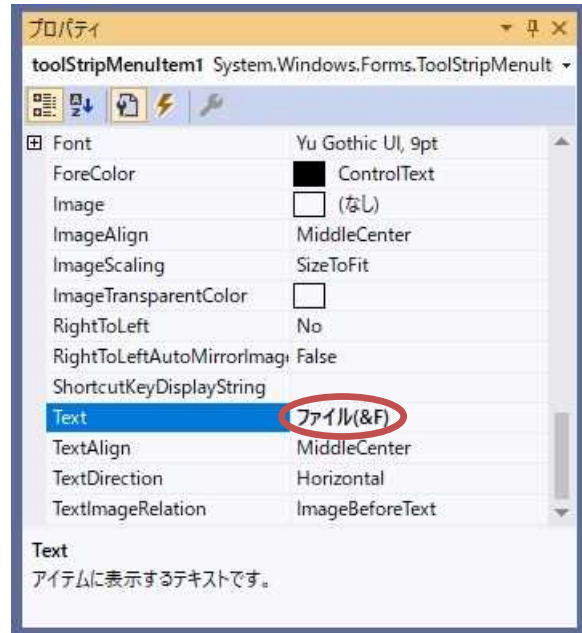 プロパティ
toolStripMenuItem1 System.Windows.Forms.ToolStripMenuIt
Font Yu Gothic UI, 9pt
ForeColor ControlText
Image (なし)
ImageAlign MiddleCenter
ImageScaling SizeToFit
ImageTransparentColor
RightToLeft No
RightToLeftAutoMirrorImag False
ShortcutKeyDisplayString
Text ファイル(&F)
TextAlign MiddleCenter
TextDirection Horizontal
TextImageRelation ImageBeforeText
Text
アイテムに表示するテキストです。